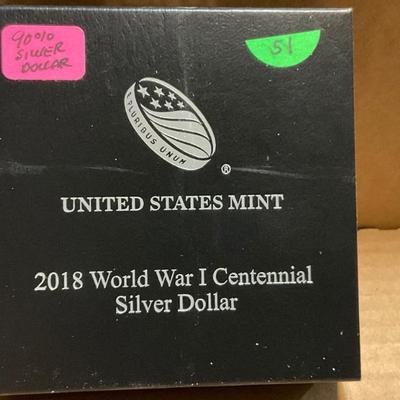 90%
SILVER
DOLLAR
51
E PLURIBUS UNUM
®
UNITED STATES MINT
2018 World War I Centennial
Silver Dollar